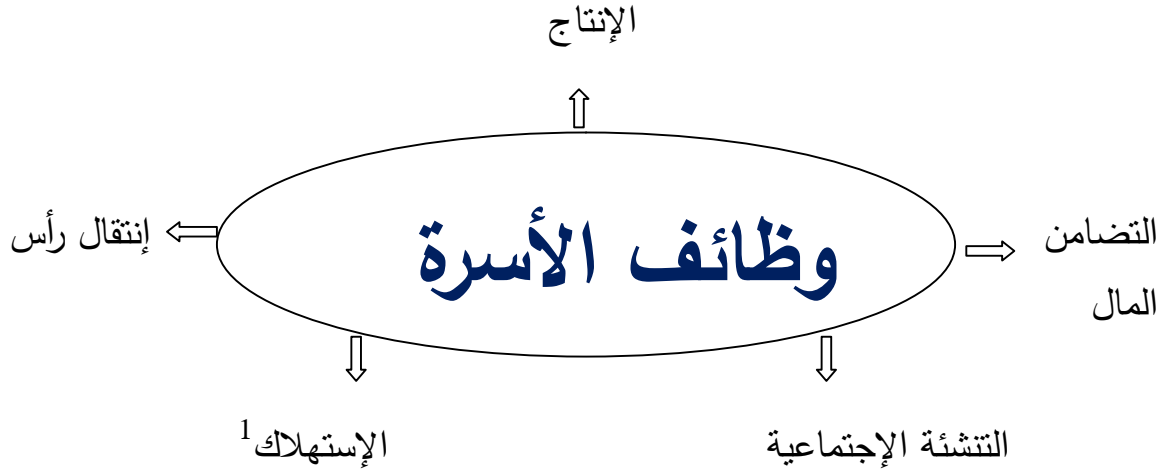 الإنتاج
وظائف الأسرة
التضامن
إنتقال رأس
المال
التنشئة الإجتماعية
الإستهلاك1